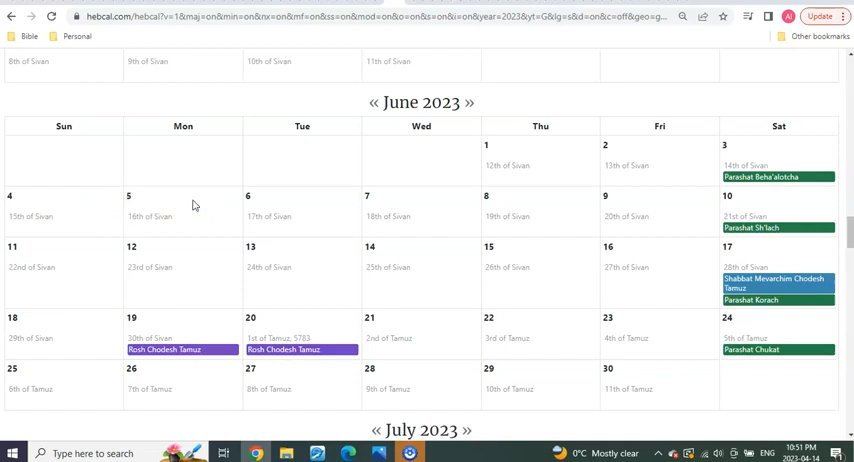 hebcal.com/hebcal?v=1&maj=on&min=on&nx=on&mf=on&ss=on&mod=on&o=on&s=on&i=on&year=2023&yt=G&lg=s&d=on&c=off&geo=g...
Update
Bible
Personal
Other bookmarks
8th of Sivan
9th of Sivan
10th of Sivan
11th of Sivan
« June 2023 »
Sun Mon Tue Wed Thu Fri Sat
1 2 3
12th of Sivan 13th of Sivan 14th of Sivan
Parashat Beha'alotcha
4 5 6 7 8 9 10
15th of Sivan 16th of Sivan 17th of Sivan 18th of Sivan 19th of Sivan 20th of Sivan 21st of Sivan
Parashat Sh'lach
11 12 13 14 15 16 17
22nd of Sivan 23rd of Sivan 24th of Sivan 25th of Sivan 26th of Sivan 27th of Sivan 28th of Sivan
Shabbat Mevarchim Chodesh
Tamuz
Parashat Korach
18 19 20 21 22 23 24
29th of Sivan 30th of Sivan 1st of Tamuz, 5783 2nd of Tamuz 3rd of Tamuz 4th of Tamuz 5th of Tamuz
Rosh Chodesh Tamuz Rosh Chodesh Tamuz Parashat Chukat
25 26 27 28 29 30
6th of Tamuz 7th of Tamuz 8th of Tamuz 9th of Tamuz 10th of Tamuz 11th of Tamuz
« July 2023 »
Type here to search
0°C Mostly clear
ENG
10:51 PM
2023-04-14